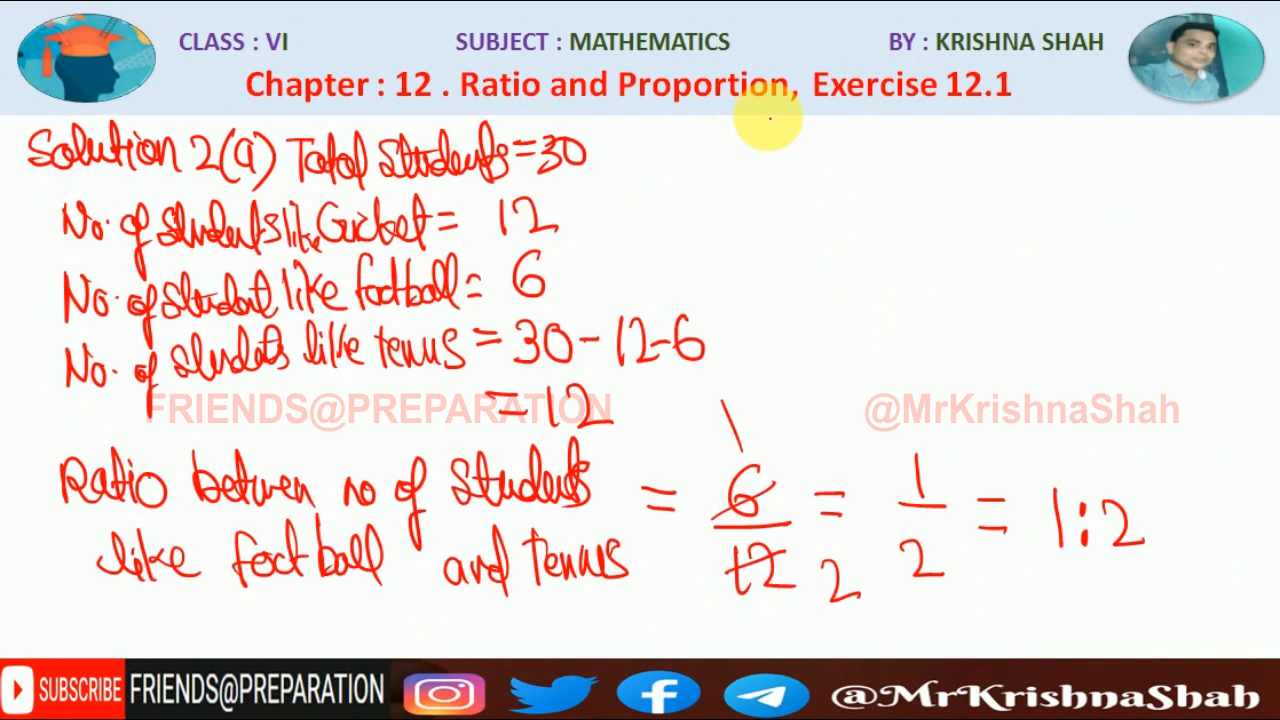 CLASS : VI SUBJECT : MATHEMATICS BY : KRISHNA SHAH
Chapter : 12 . Ratio and Proportion, Exercise 12.1
Solution 2(a) Total Students = 30
No. of students like Cricket = 12
No. of student like football = 6
No. of students like tennis = 30 - 12 - 6
= 12
FRIENDS@PREPARATION @MrKrishnaShah
Ratio between no of students
like football and tennis = 6/12 = 1/2 = 1:2
1
2
SUBSCRIBE FRIENDS@PREPARATION @MrKrishnaShah